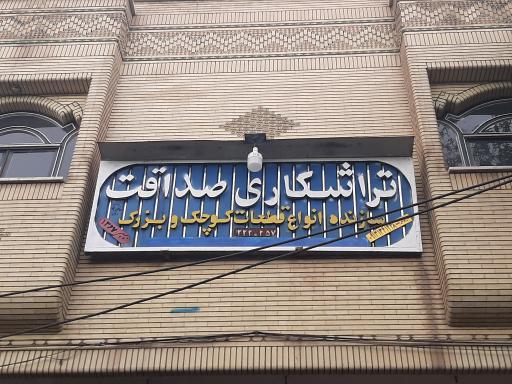 تراشکاری صداقت
سازنده انواع قطعات کوچک و بزرگ